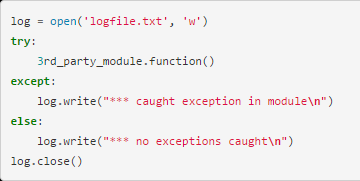 log = open('logfile.txt', 'w')
try:
    3rd_party_module.function()
except:
    log.write("*** caught exception in module\n")
else:
    log.write("*** no exceptions caught\n")
log.close()